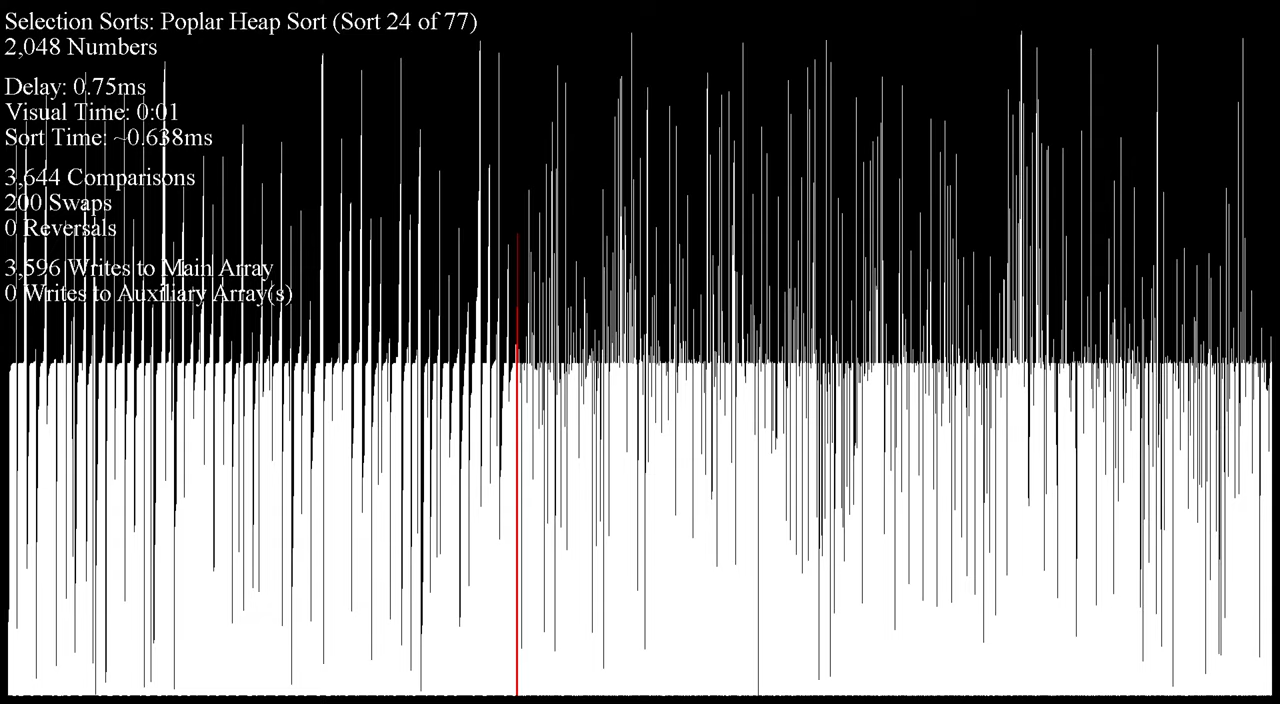 Selection Sorts: Poplar Heap Sort (Sort 24 of 77)
2,048 Numbers
Delay: 0.75ms
Visual Time: 0:01
Sort Time: ~0.638ms
3,644 Comparisons
200 Swaps
0 Reversals
3,596 Writes to Main Array
0 Writes to Auxiliary Array(s)